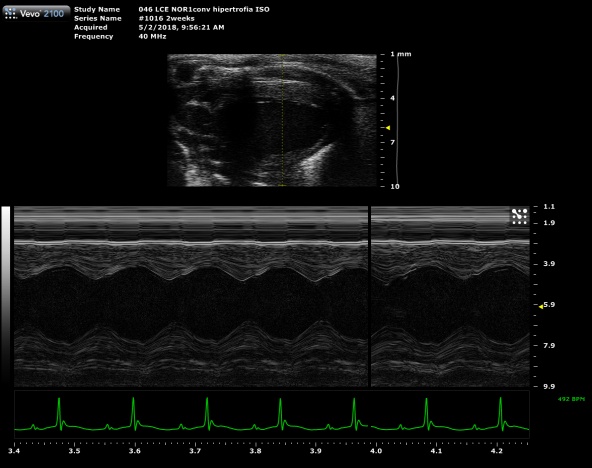 Vevo 2100
Study Name 046 LCE NOR1conv hipertrofia ISO
Series Name #1016 2weeks
Acquired 5/2/2018, 9:56:21 AM
Frequency 40 MHz
1 mm
4
7
10
1.1
1.9
3.9
5.9
7.9
9.9
492 BPM
3.4 3.5 3.6 3.7 3.8 3.9 4.0 4.1 4.2